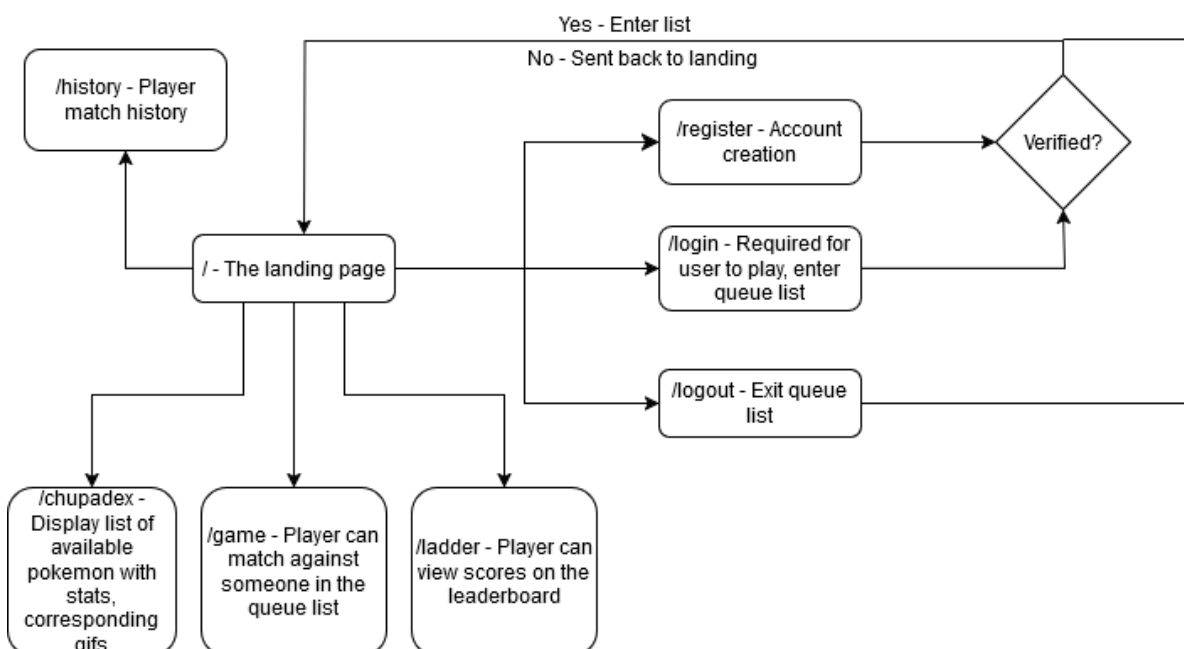 Yes - Enter list
No - Sent back to landing
/history - Player
match history
/register - Account
creation
Verified?
/ - The landing page
/login - Required for
user to play, enter
queue list
/logout - Exit queue
list
/chupadex -
Display list of
available
pokemon with
stats,
corresponding
gifs
/game - Player can
match against
someone in the
queue list
/ladder - Player can
view scores on the
leaderboard